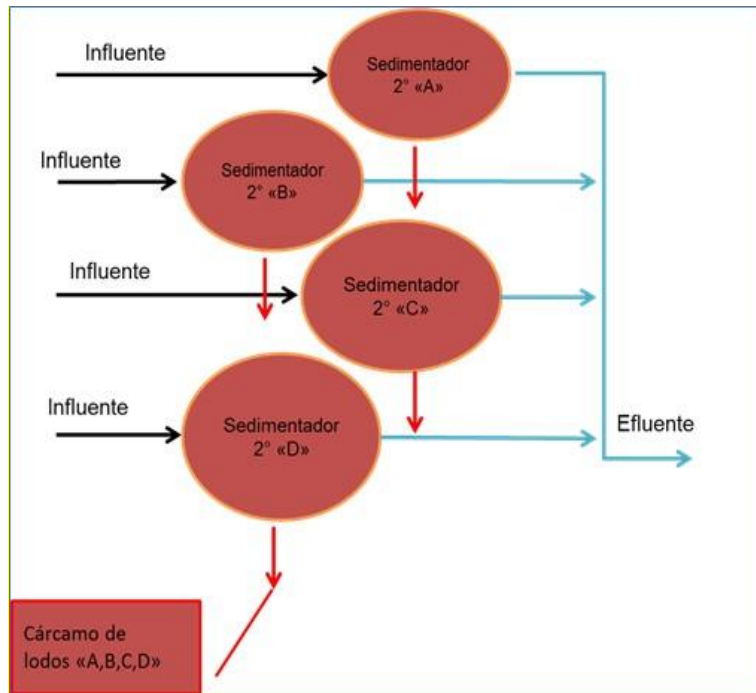 Influente
Sedimentador
2° «A»
Influente
Sedimentador
2° «B»
Influente
Sedimentador
2° «C»
Influente
Sedimentador
2° «D»
Efluente
Cárcamo de
lodos «A,B,C,D»